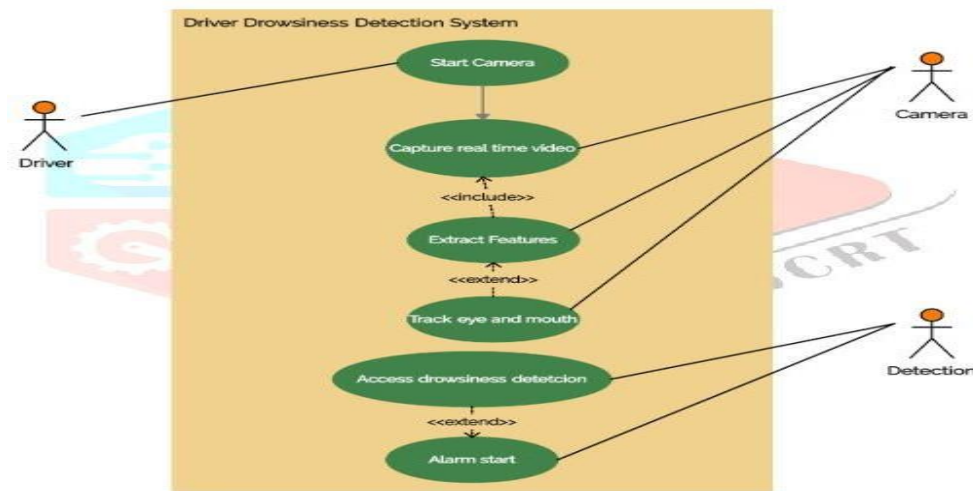 Driver Drowsiness Detection System
Start Camera
Driver
Camera
Capture real time video
<<include>>
Extract Features
<<extend>>
Track eye and mouth
Access drowsiness detetcion
Detection
<<extend>>
Alarm start